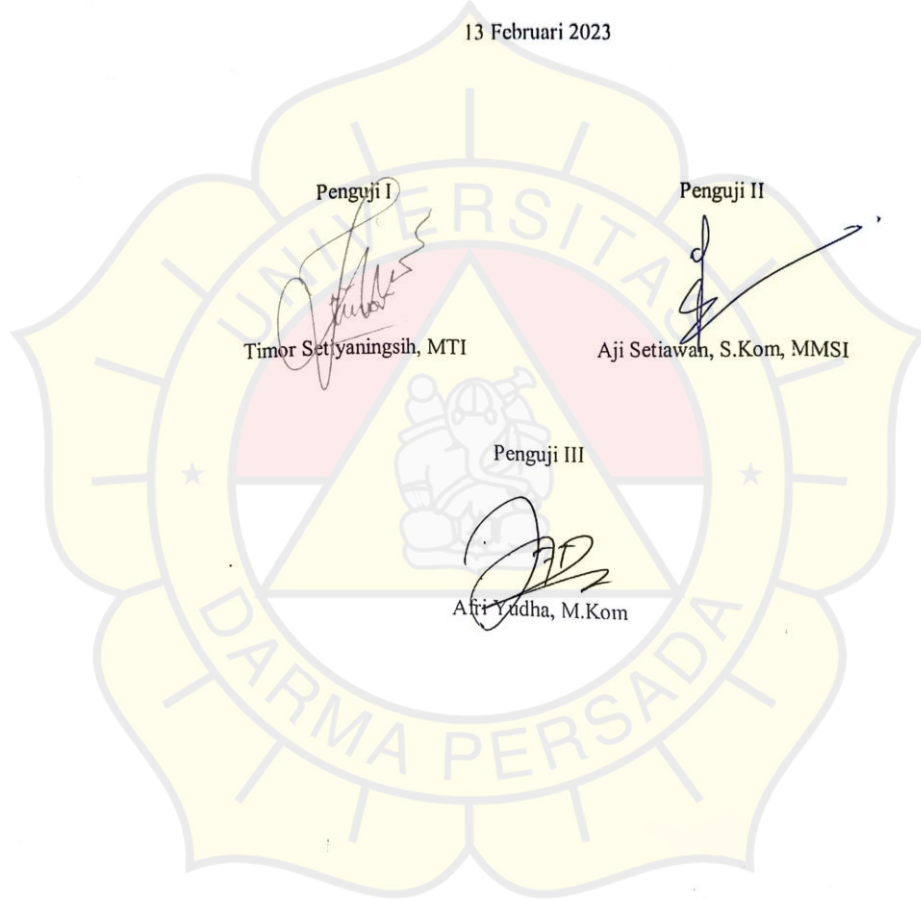 13 Februari 2023
Penguji I
Penguji II
Timor Setiyaningsih, MTI
Aji Setiawan, S.Kom, MMSI
Penguji III
Afri Yudha, M.Kom
UNIVERSITAS
DARMA PERSADA